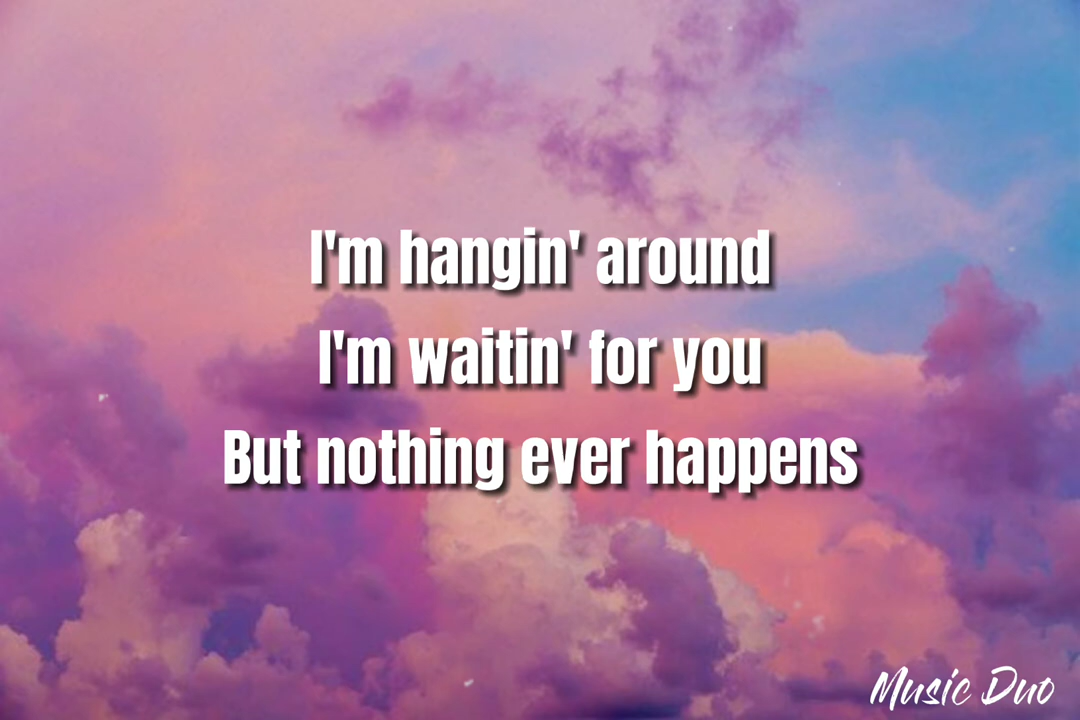 I'm hangin' around
I'm waitin' for you
But nothing ever happens
Music Duo